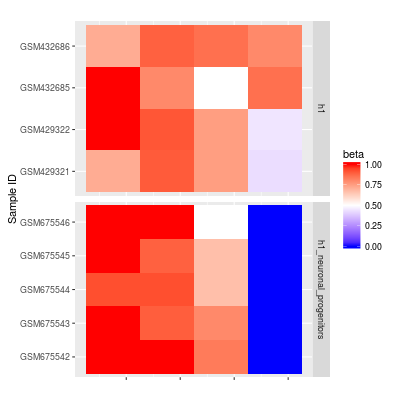 Sample ID
GSM432686
GSM432685
GSM429322
GSM429321
h1
GSM675546
GSM675545
GSM675544
GSM675543
GSM675542
h1_neuronal_progenitors
beta
1.00
0.75
0.50
0.25
0.00